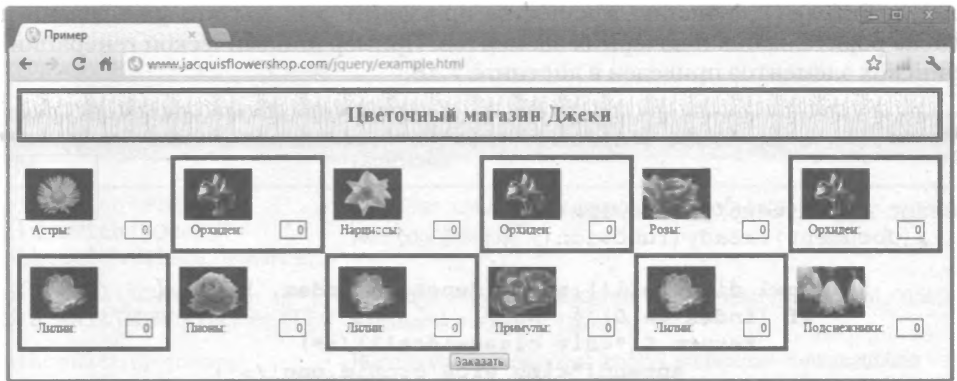 Пример
www.jacquisflowershop.com/jquery/example.html
Цветочный магазин Джеки
Астры: 0 Орхидеи: 0 Нарциссы: 0 Орхидеи: 0 Розы: 0 Орхидеи: 0
Лилии: 0 Пионы: 0 Лилии: 0 Примулы: 0 Лилии: 0 Подснежники: 0
Заказать